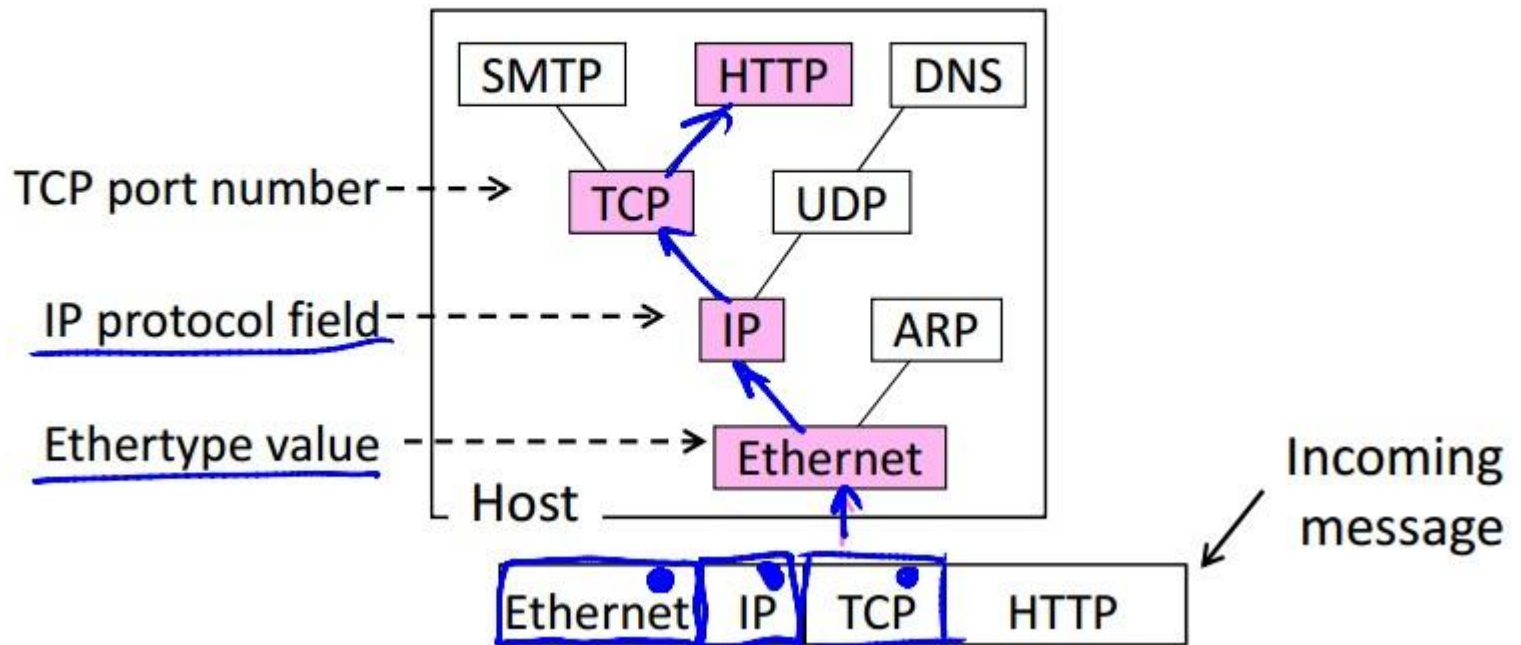 SMTP HTTP DNS
TCP port number TCP UDP
IP protocol field IP ARP
Ethertype value Ethernet
Host
Incoming
message
Ethernet IP TCP HTTP